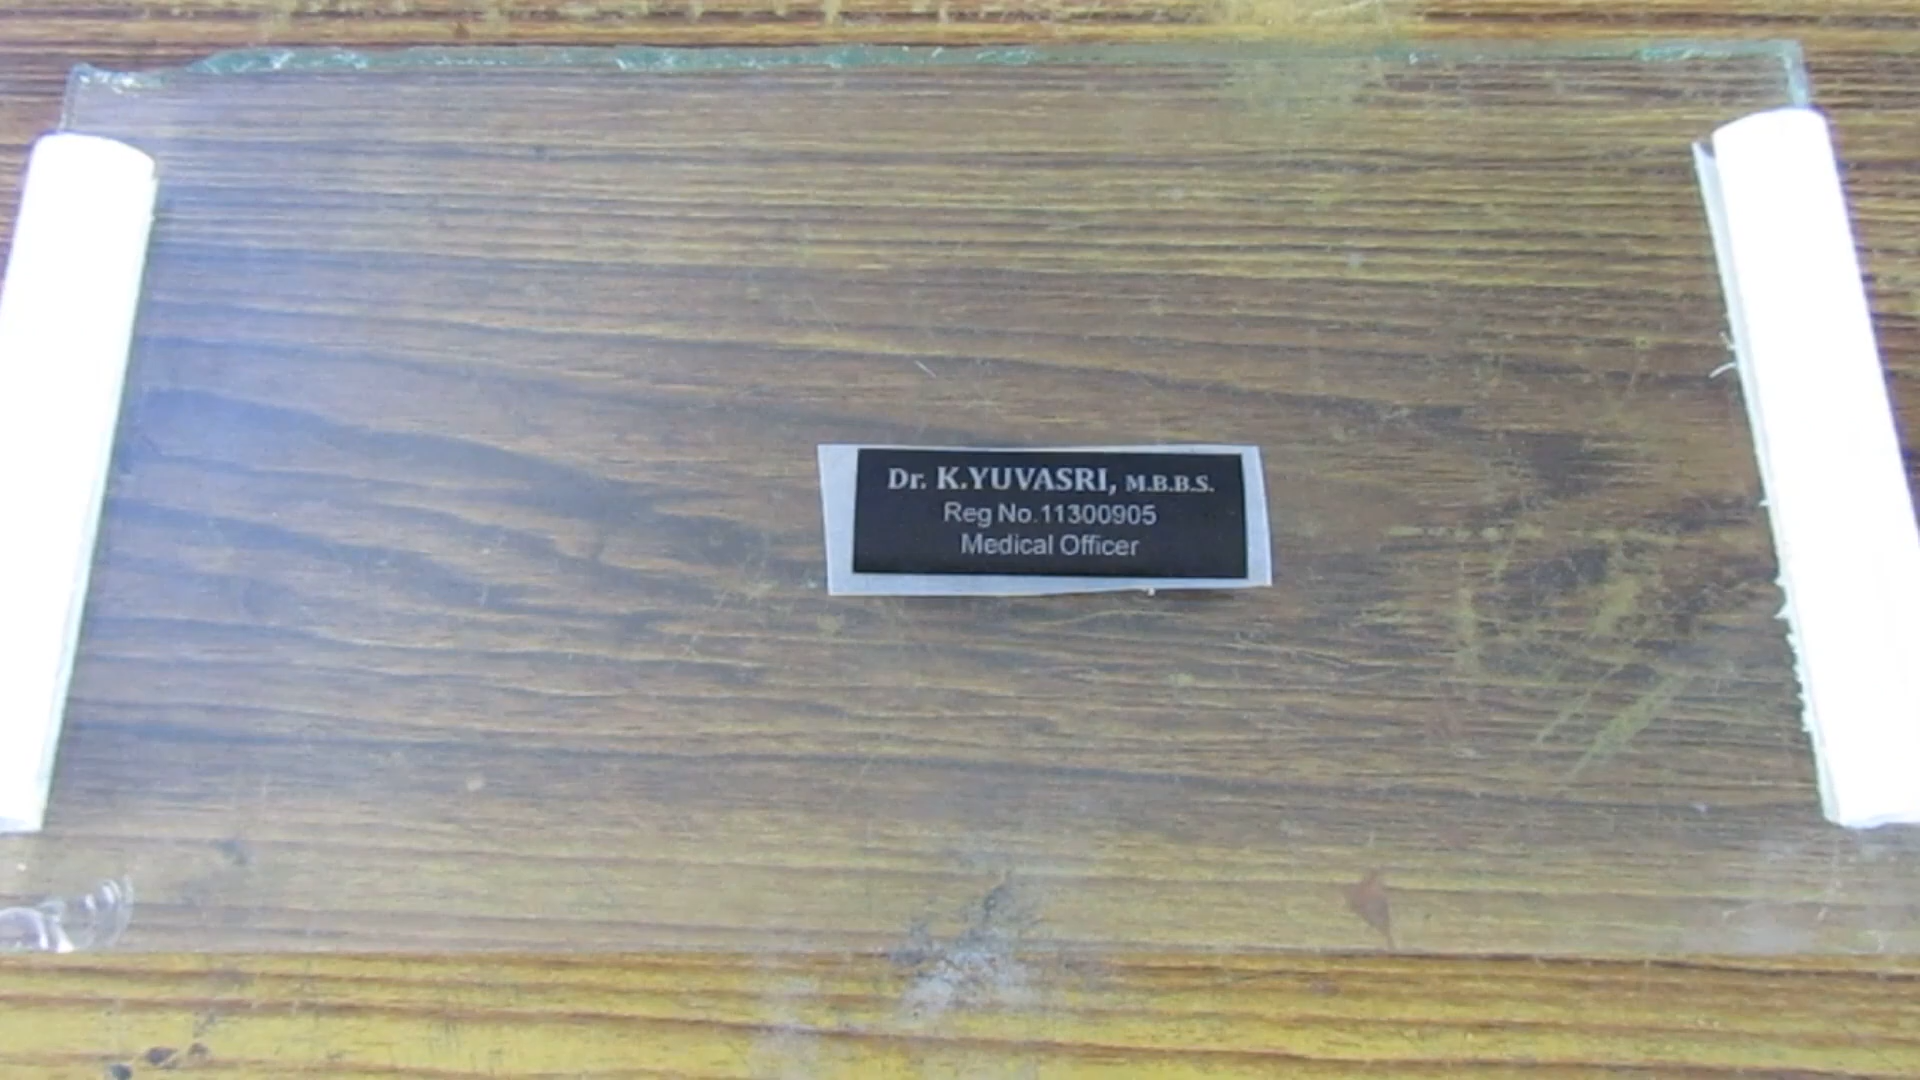 Dr. K.YUVASRI, M.B.B.S.
Reg No.11300905
Medical Officer